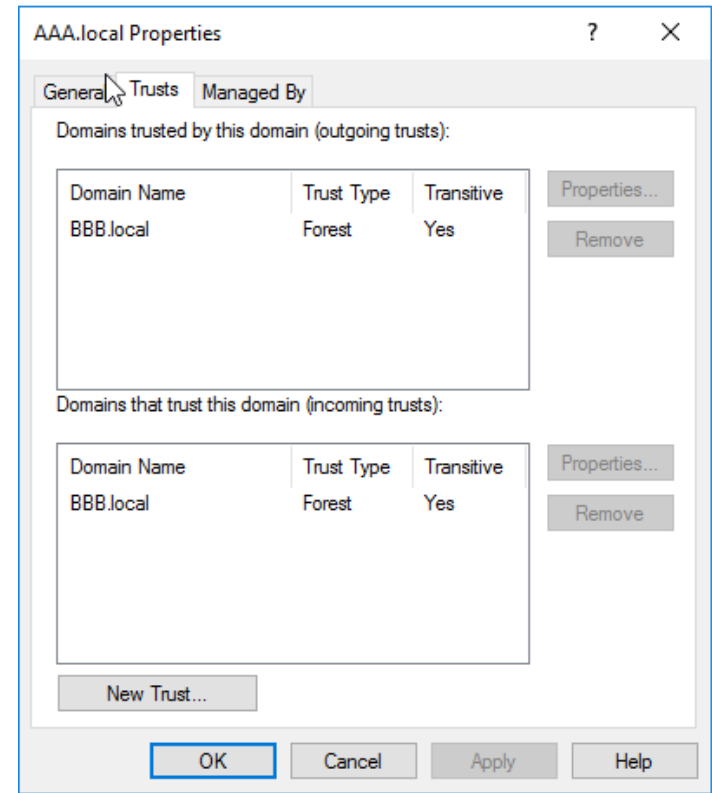 AAA.local Properties ?
General Trusts Managed By
Domains trusted by this domain (outgoing trusts):
Domain Name Trust Type Transitive Properties...
BBB.local Forest Yes Remove
Domains that trust this domain (incoming trusts):
Domain Name Trust Type Transitive Properties...
BBB.local Forest Yes Remove
New Trust...
OK Cancel Apply Help